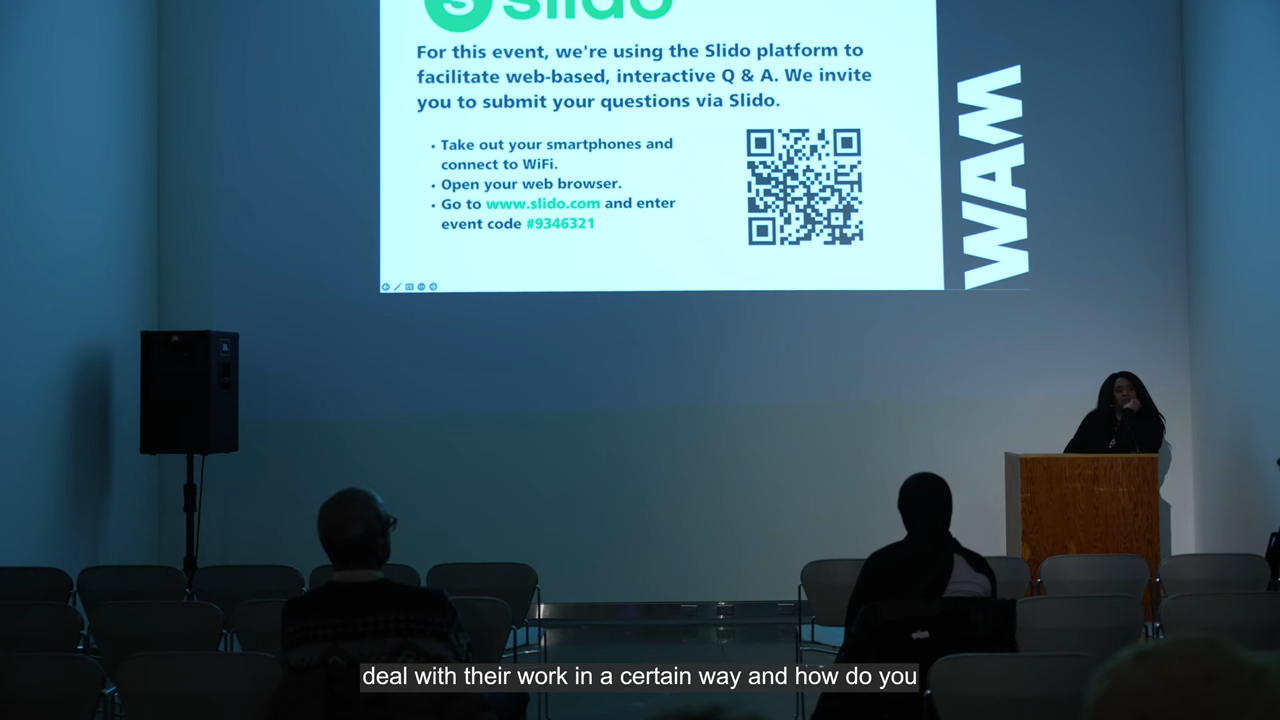 slido
For this event, we're using the Slido platform to
facilitate web-based, interactive Q & A. We invite
you to submit your questions via Slido.
• Take out your smartphones and
connect to WiFi.
• Open your web browser.
• Go to www.slido.com and enter
event code #9346321
WAM
deal with their work in a certain way and how do you